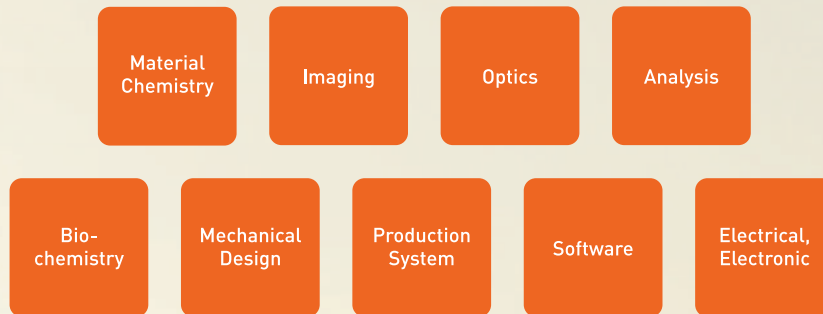 Material
Chemistry
Imaging
Optics
Analysis
Bio-
chemistry
Mechanical
Design
Production
System
Software
Electrical,
Electronic